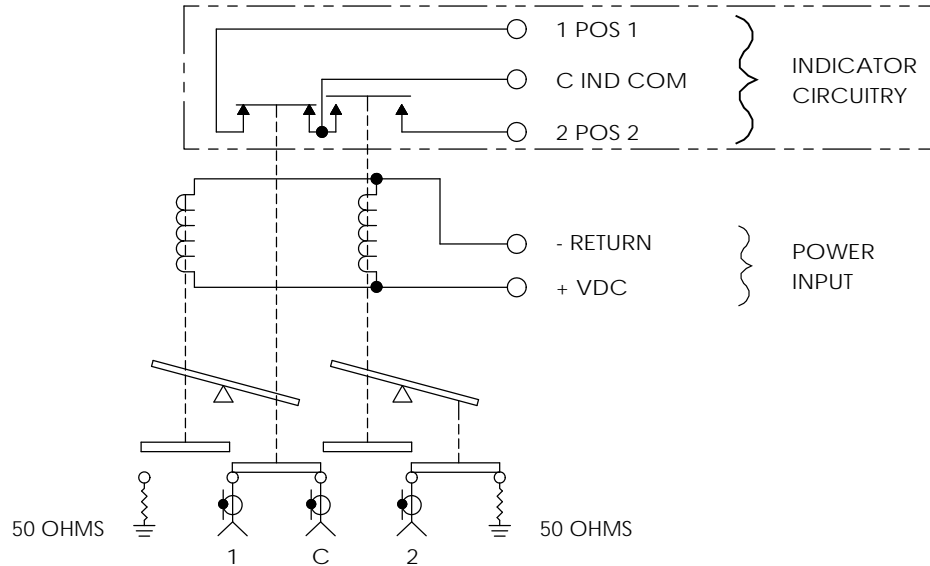 1 POS 1
C IND COM
2 POS 2
INDICATOR
CIRCUITRY
- RETURN
+ VDC
POWER
INPUT
50 OHMS
50 OHMS
1
C
2